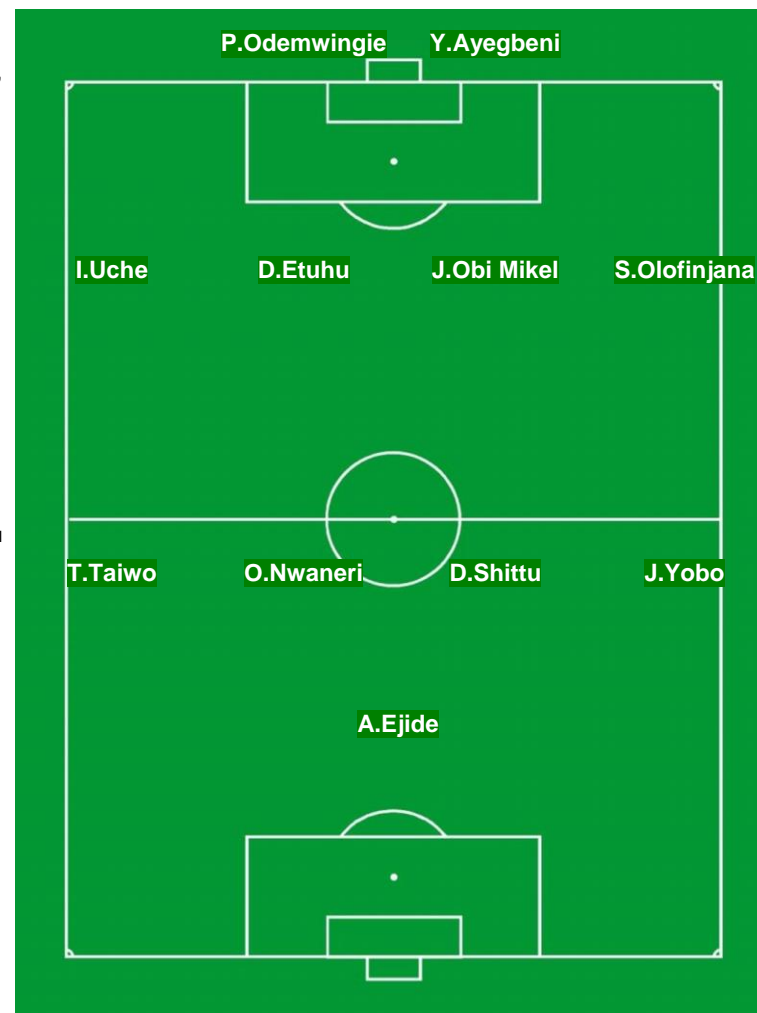 P.Odemwingie Y.Ayegbeni
I.Uche D.Etuhu J.Obi Mikel S.Olofinjana
T.Taiwo O.Nwaneri D.Shittu J.Yobo
A.Ejide